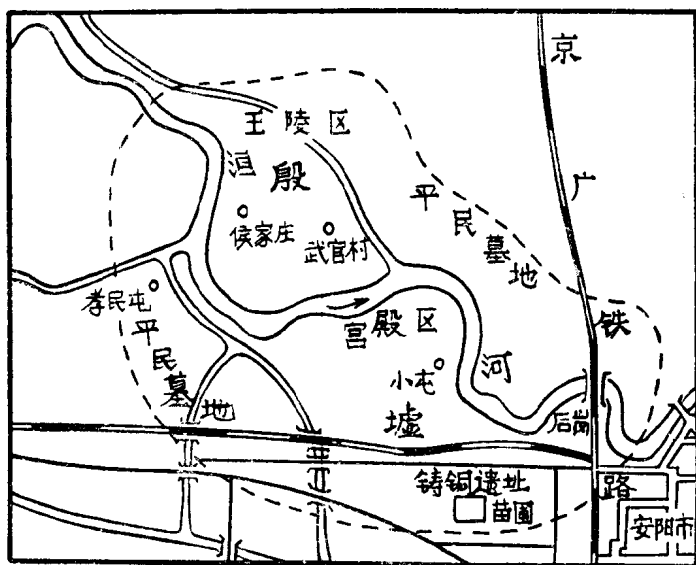 京广铁路
王陵区
洹河
殷墟
侯家庄
武官村
平民墓地
孝民屯
平民墓地
宫殿区
小屯
后岗
铸铜遗址
苗圃
安阳市